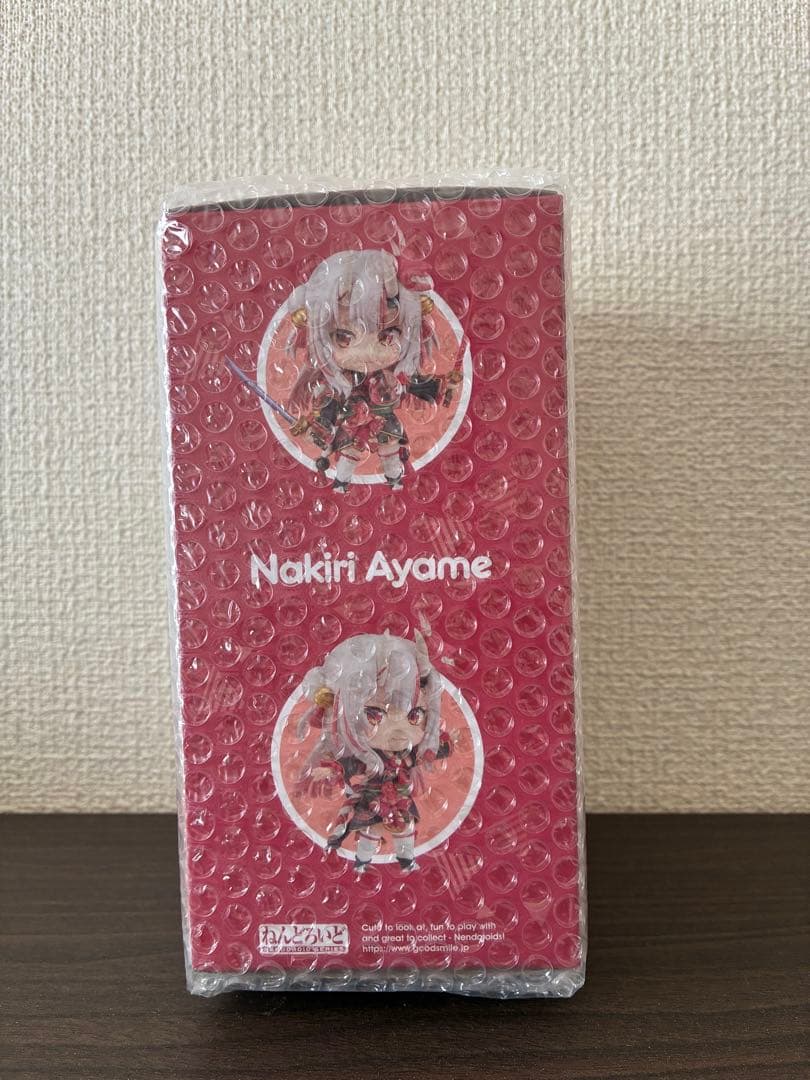 Nakiri Ayame
ねんどろいど
NENDOROID SERIES
Cute to look at, fun to play with
and great to collect - Nendoroids!
https://www.goodsmile.jp